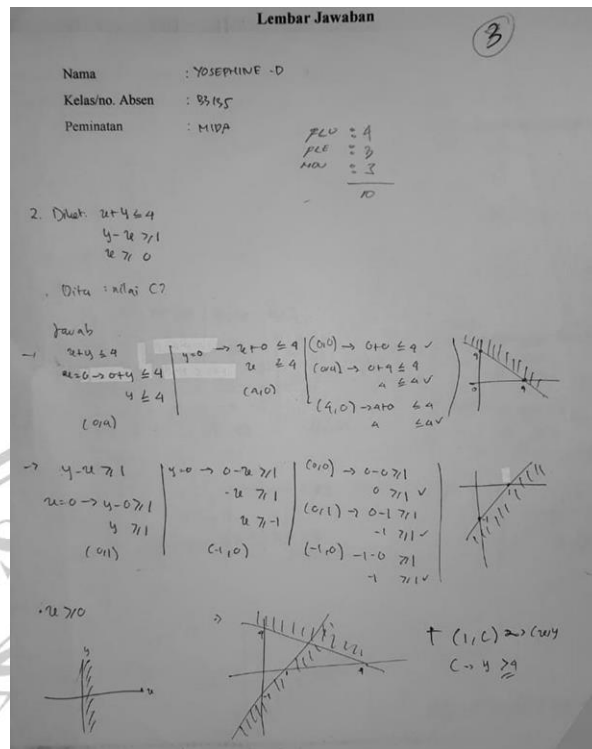 Lembar Jawaban
3
Nama : YOSEPHINE -D
Kelas/no. Absen
Peminatan : MIPA
FLU : 4
FLE : 3
: 3
10
2. Diket: x+y ≤ 4
y-x ≥ 1
x ≥ 0
Dita : nilai C?
Jawab
→ x+y ≤ 4
x=0 → 0+y ≤ 4
y ≤ 4
(0,4)
y=0 → x+0 ≤ 4
x ≤ 4
(4,0)
(0,0) → 0+0 ≤ 4 ✓
(0,4) → 0+4 ≤ 4
4 ≤ 4 ✓
(4,0) → 4+0 ≤ 4
4 ≤ 4 ✓
→ y-x ≥ 1
x=0 → y-0 ≥ 1
y ≥ 1
(0,1)
y=0 → 0-x ≥ 1
-x ≥ 1
x ≥ -1
(-1,0)
(0,0) → 0-0 ≥ 1
0 ≥ 1 ✓
(0,1) → 0-1 ≥ 1
-1 ≥ 1 ✓
(-1,0) -1-0 ≥ 1
-1 ≥ 1 ✓
• x ≥ 0
y
x
(1,C)
C → y ≥ 4